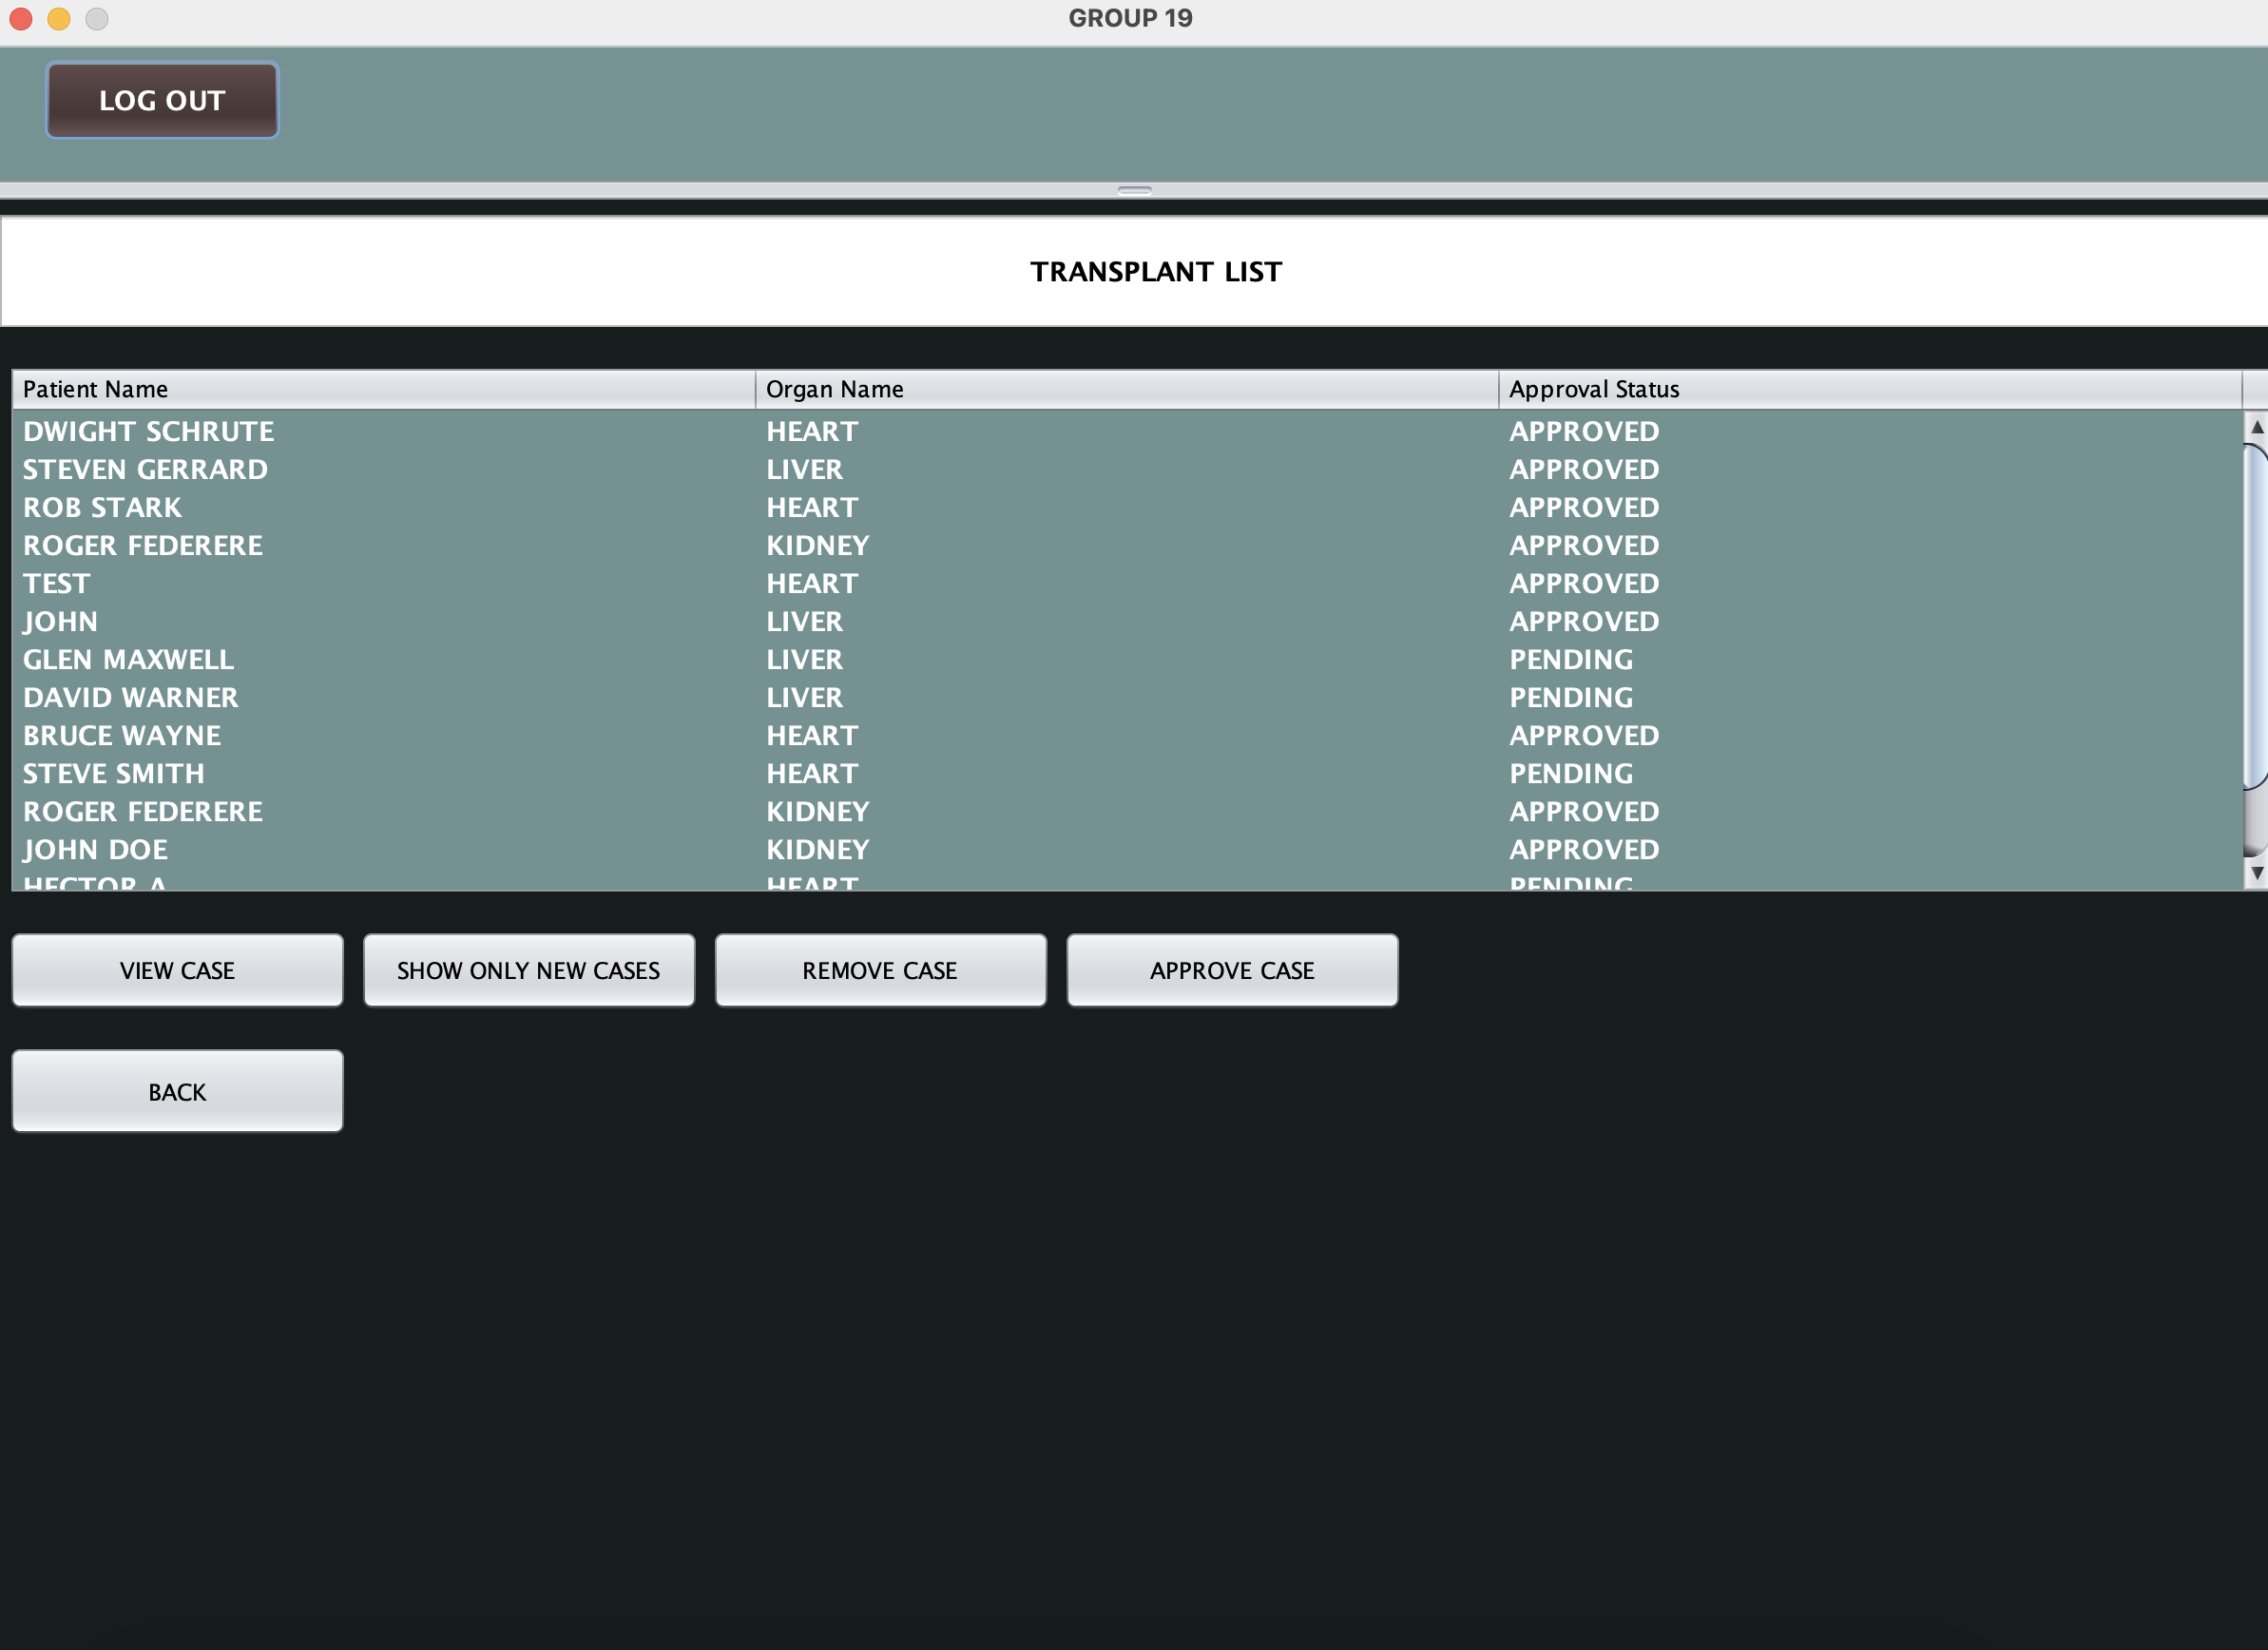 GROUP 19
LOG OUT
TRANSPLANT LIST
Patient Name Organ Name Approval Status
DWIGHT SCHRUTE HEART APPROVED
STEVEN GERRARD LIVER APPROVED
ROB STARK HEART APPROVED
ROGER FEDERERE KIDNEY APPROVED
TEST HEART APPROVED
JOHN LIVER APPROVED
GLEN MAXWELL LIVER PENDING
DAVID WARNER LIVER PENDING
BRUCE WAYNE HEART APPROVED
STEVE SMITH HEART PENDING
ROGER FEDERERE KIDNEY APPROVED
JOHN DOE KIDNEY APPROVED
HECTOR A HEART PENDING
VIEW CASE SHOW ONLY NEW CASES REMOVE CASE APPROVE CASE
BACK